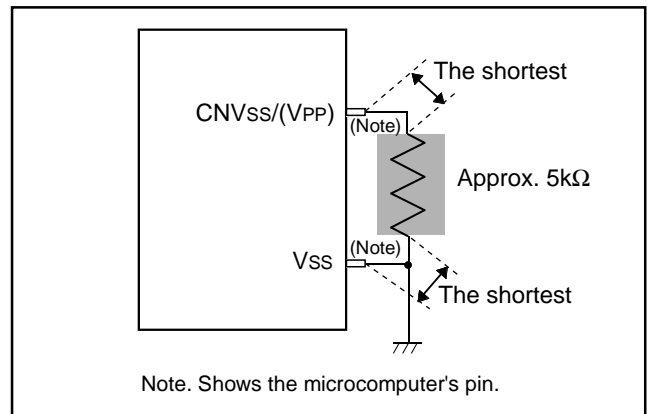 The shortest
CNVSS/(VPP)
(Note)
Approx. 5kΩ
(Note)
VSS
The shortest
Note. Shows the microcomputer's pin.